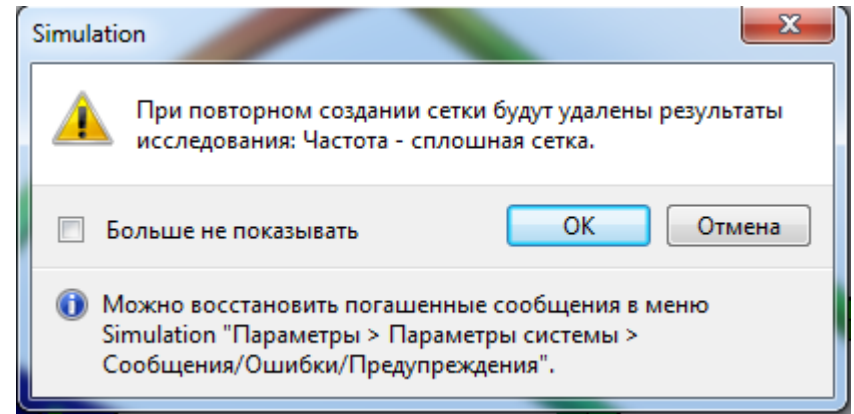 Simulation
При повторном создании сетки будут удалены результаты
исследования: Частота - сплошная сетка.
Больше не показывать
OK
Отмена
Можно восстановить погашенные сообщения в меню
Simulation "Параметры > Параметры системы >
Сообщения/Ошибки/Предупреждения".